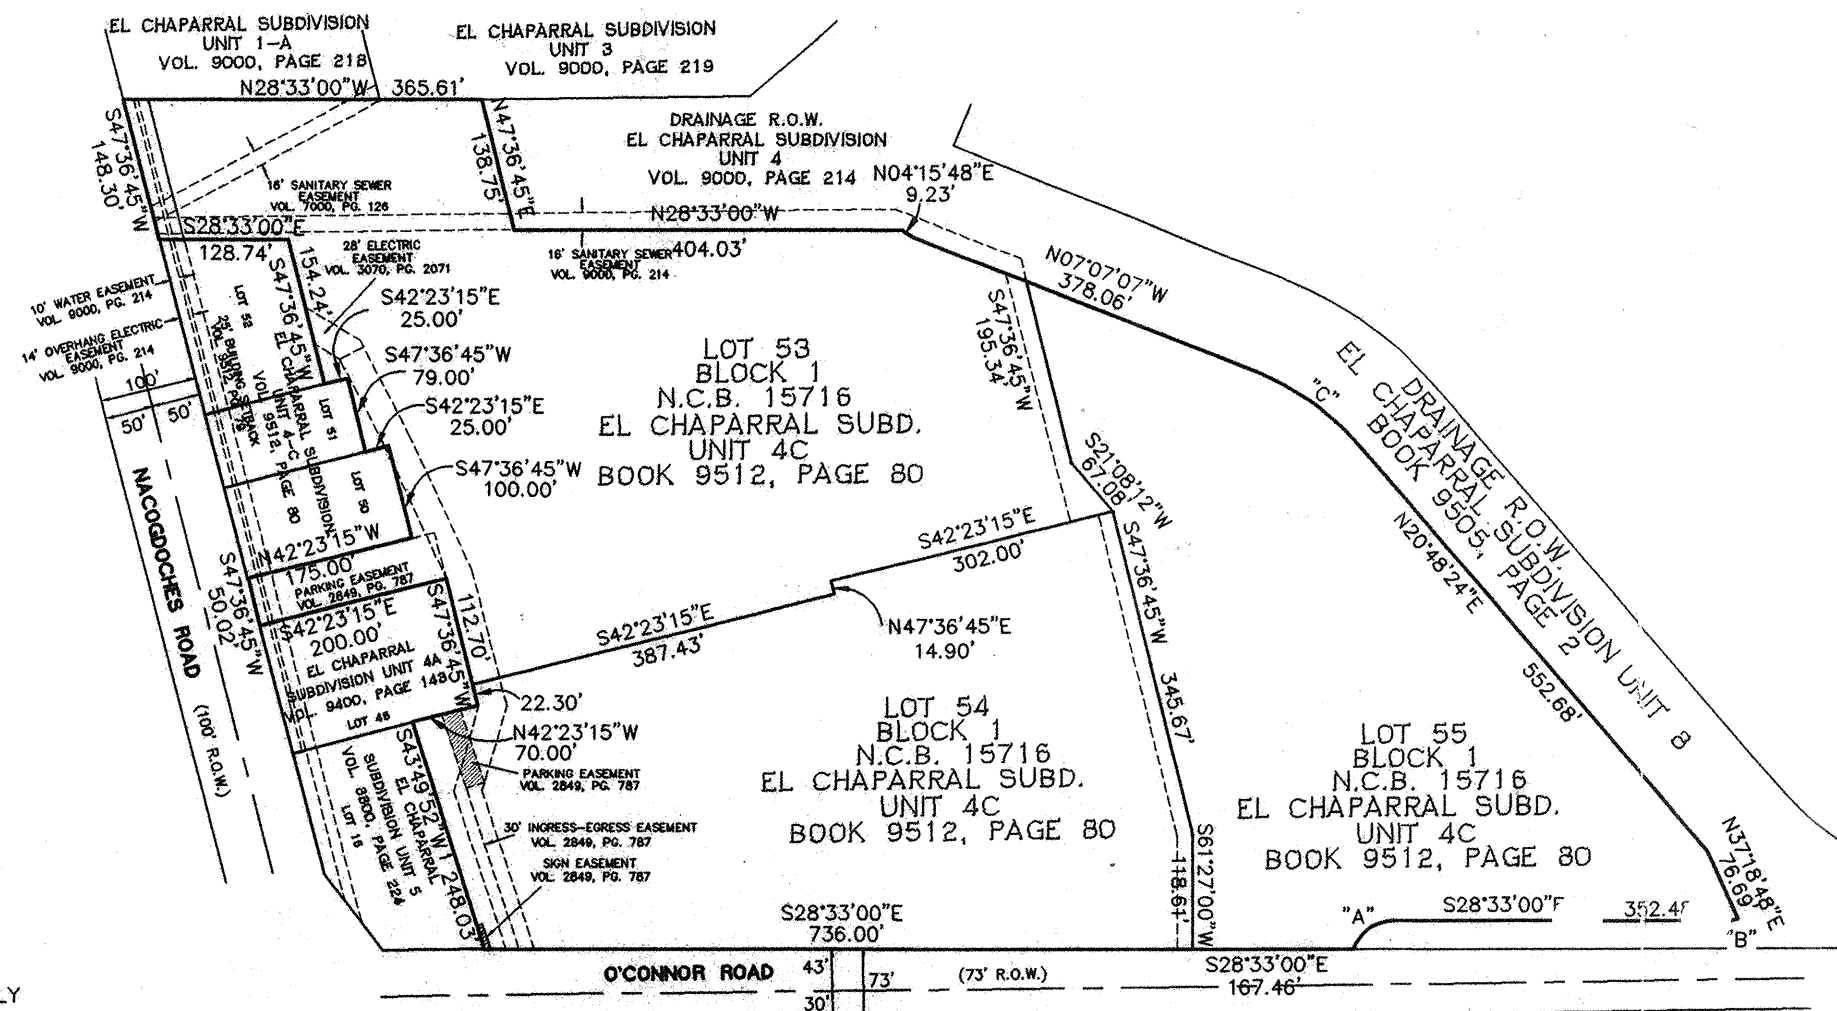 EL CHAPARRAL SUBDIVISION
UNIT 1-A
VOL. 9000, PAGE 218
EL CHAPARRAL SUBDIVISION
UNIT 3
VOL. 9000, PAGE 219
N28°33'00"W 365.61'
S47°36'45"W
148.30'
N47°36'45"E
138.75'
DRAINAGE R.O.W.
EL CHAPARRAL SUBDIVISION
UNIT 4
VOL. 9000, PAGE 214
N04°15'48"E
9.23'
16' SANITARY SEWER
EASEMENT
VOL. 7000, PG. 126
N28°33'00"W
404.03'
S28°33'00"E
128.74'
28' ELECTRIC
EASEMENT
VOL. 3070, PG. 2071
16' SANITARY SEWER
EASEMENT
VOL. 9000, PG. 214
N07°07'07"W
378.06'
154.24'
S47°36'45"W
S42°23'15"E
25.00'
10' WATER EASEMENT
VOL. 9000, PG. 214
14' OVERHANG ELECTRIC
EASEMENT
VOL. 9000, PG. 214
100'
50'
50'
LOT 52
25' BUILDING SETBACK
EL CHAPARRAL SUBDIVISION
UNIT 4-C
VOL. 9512, PAGE 80
LOT 51
LOT 50
S47°36'45"W
79.00'
S42°23'15"E
25.00'
S47°36'45"W
100.00'
LOT 53
BLOCK 1
N.C.B. 15716
EL CHAPARRAL SUBD.
UNIT 4C
BOOK 9512, PAGE 80
S47°36'45"W
195.34'
S21°08'12"W
67.08'
"C"
DRAINAGE R.O.W.
EL CHAPARRAL SUBDIVISION UNIT 8
BOOK 9505, PAGE 2
N20°48'24"E
552.68'
NACOGDOCHES ROAD (100' R.O.W.)
N42°23'15"W
175.00'
PARKING EASEMENT
VOL. 2849, PG. 787
S47°36'45"W
50.02'
S42°23'15"E
200.00'
EL CHAPARRAL
SUBDIVISION UNIT 4A
VOL. 9400, PAGE 148
S47°36'45"W
112.70'
S42°23'15"E
302.00'
S42°23'15"E
387.43'
N47°36'45"E
14.90'
S47°36'45"W
345.67'
22.30'
N42°23'15"W
70.00'
PARKING EASEMENT
VOL. 2849, PG. 787
S43°49'52"W
248.03'
EL CHAPARRAL
SUBDIVISION UNIT 5
VOL. 8800, PAGE 224
LOT 16
30' INGRESS-EGRESS EASEMENT
VOL. 2849, PG. 787
SIGN EASEMENT
VOL. 2849, PG. 787
LOT 54
BLOCK 1
N.C.B. 15716
EL CHAPARRAL SUBD.
UNIT 4C
BOOK 9512, PAGE 80
LOT 55
BLOCK 1
N.C.B. 15716
EL CHAPARRAL SUBD.
UNIT 4C
BOOK 9512, PAGE 80
S61°27'00"W
118.61'
N37°18'48"E
76.69'
S28°33'00"E
736.00'
"A"
S28°33'00"E
"B"
O'CONNOR ROAD
43'
73'
30'
(73' R.O.W.)
S28°33'00"E
167.46'
LY